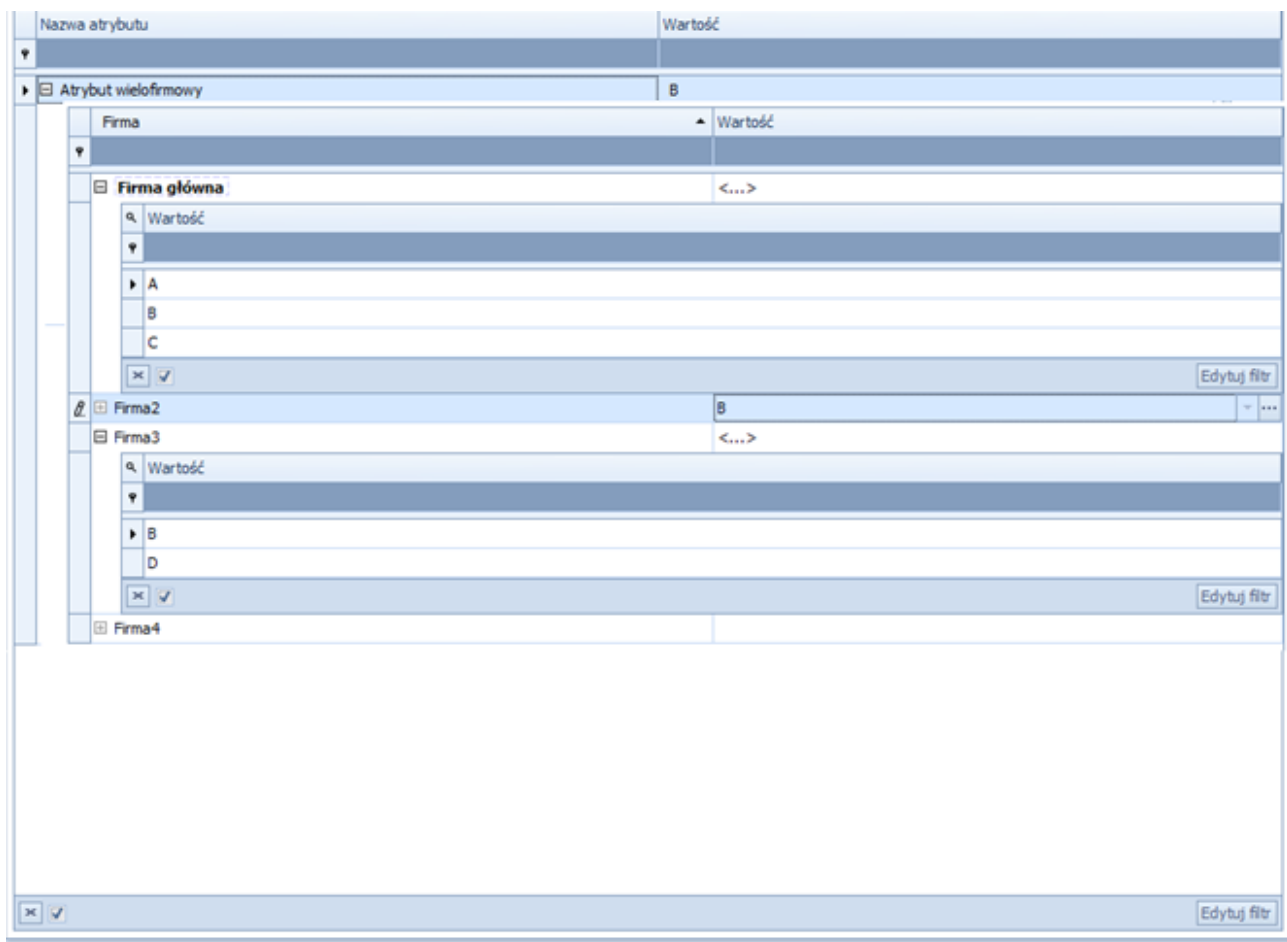 Nazwa atrybutu Wartość
Atrybut wielofirmowy B
Firma Wartość
Firma główna <...>
Wartość
A
B
C
Edytuj filtr
Firma2 B ...
Firma3 <...>
Wartość
B
D
Edytuj filtr
Firma4
Edytuj filtr